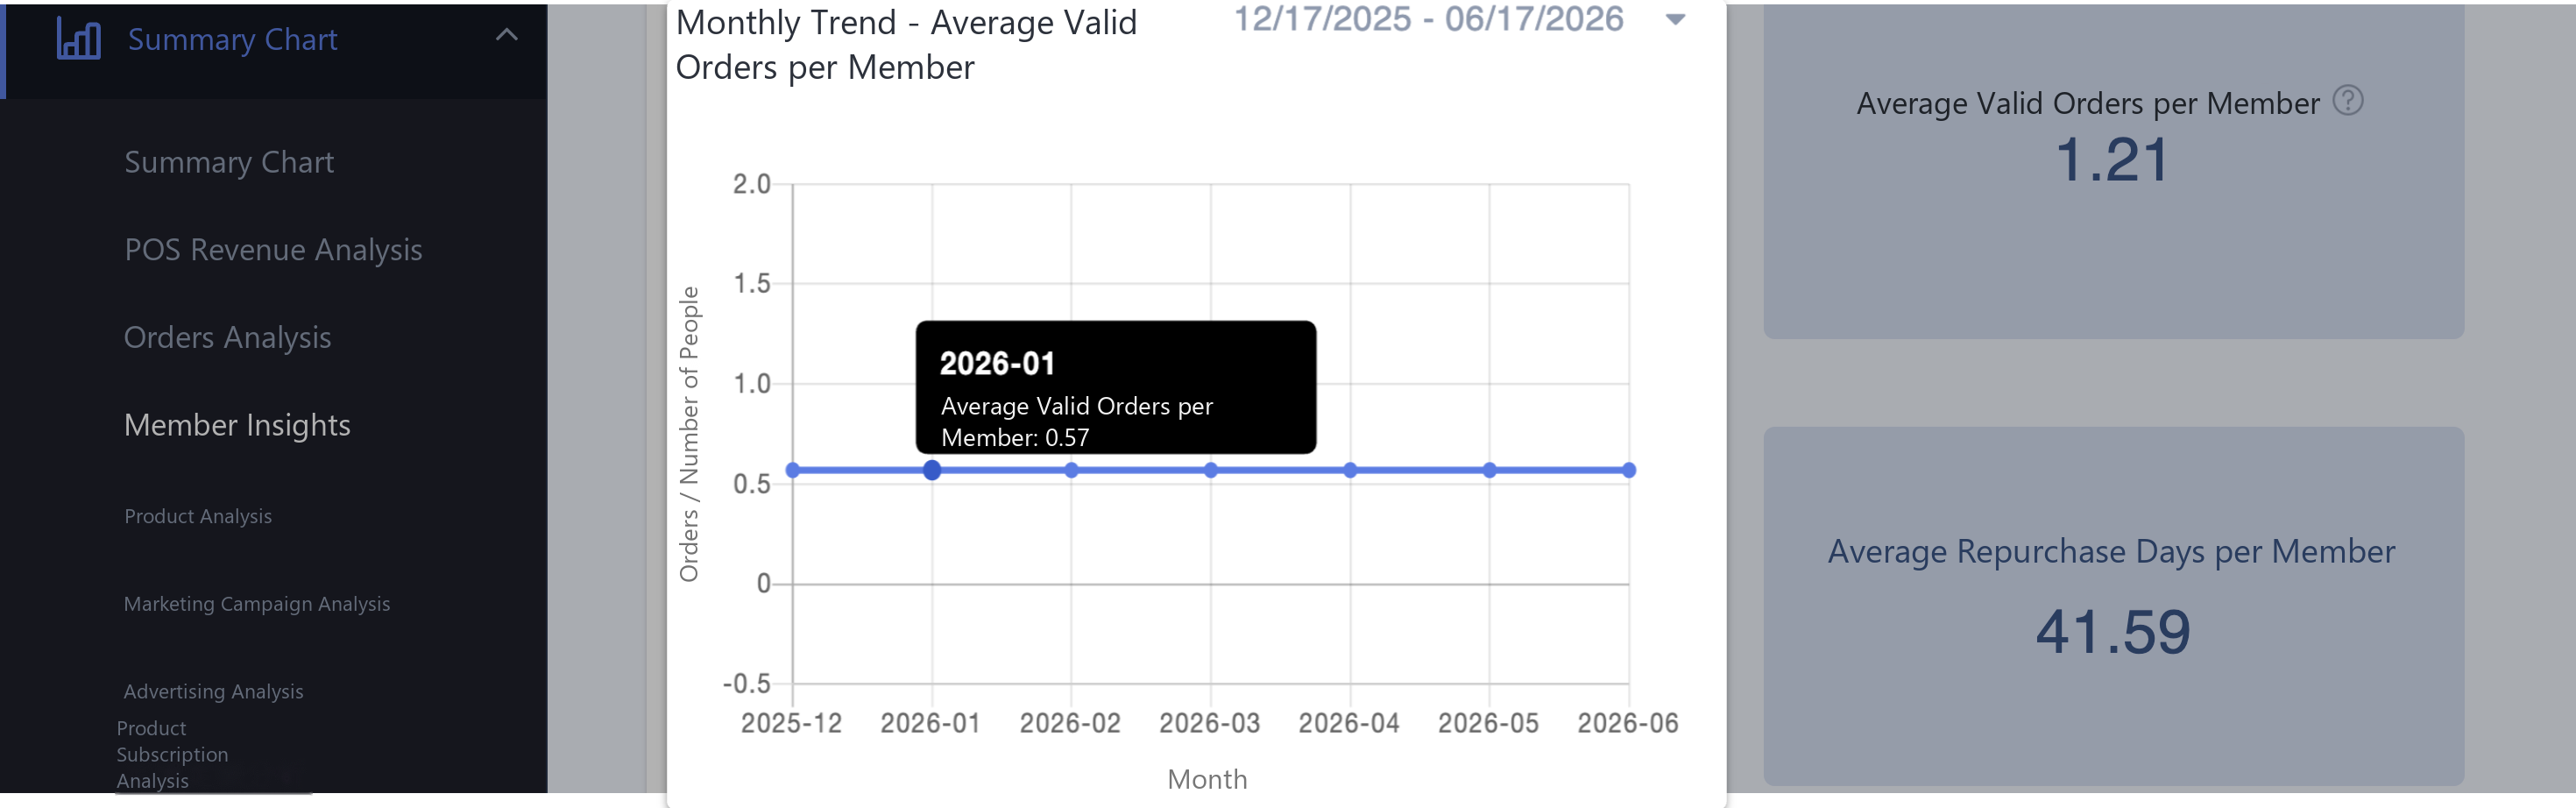 Summary Chart
Summary Chart
POS Revenue Analysis
Orders Analysis
Member Insights
Product Analysis
Marketing Campaign Analysis
Advertising Analysis
Product
Subscription
Analysis
Monthly Trend - Average Valid
Orders per Member
12/17/2025 - 06/17/2026
Orders / Number of People
2.0
1.5
1.0
0.5
0
-0.5
2026-01
Average Valid Orders per
Member: 0.57
2025-12 2026-01 2026-02 2026-03 2026-04 2026-05 2026-06
Month
Average Valid Orders per Member ?
1.21
Average Repurchase Days per Member
41.59